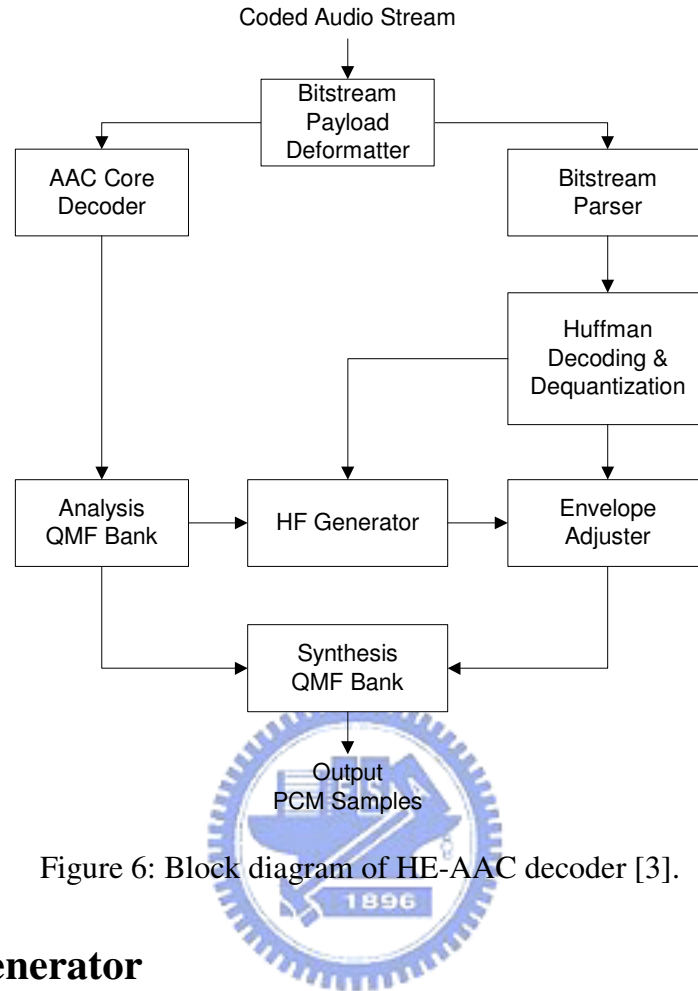 Coded Audio Stream
Bitstream
Payload
Deformatter
AAC Core
Decoder
Bitstream
Parser
Huffman
Decoding &
Dequantization
Analysis
QMF Bank
HF Generator
Envelope
Adjuster
Synthesis
QMF Bank
Output
PCM Samples
Figure 6: Block diagram of HE-AAC decoder [3].
1896
enerator